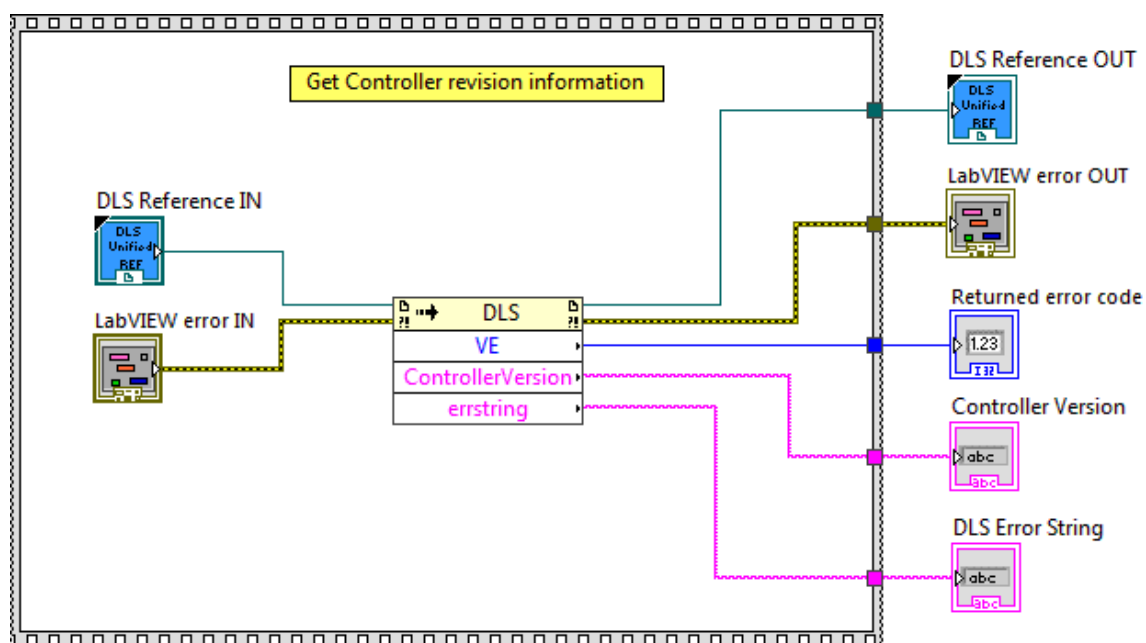 DLS Reference OUT
Get Controller revision information
DLS
Unified
REF
LabVIEW error OUT
DLS Reference IN
DLS
Unified
REF
?!
Returned error code
LabVIEW error IN
?!
DLS
?!
VE
1.23
I32
ControllerVersion
errstring
Controller Version
abc
abc
DLS Error String
abc
abc